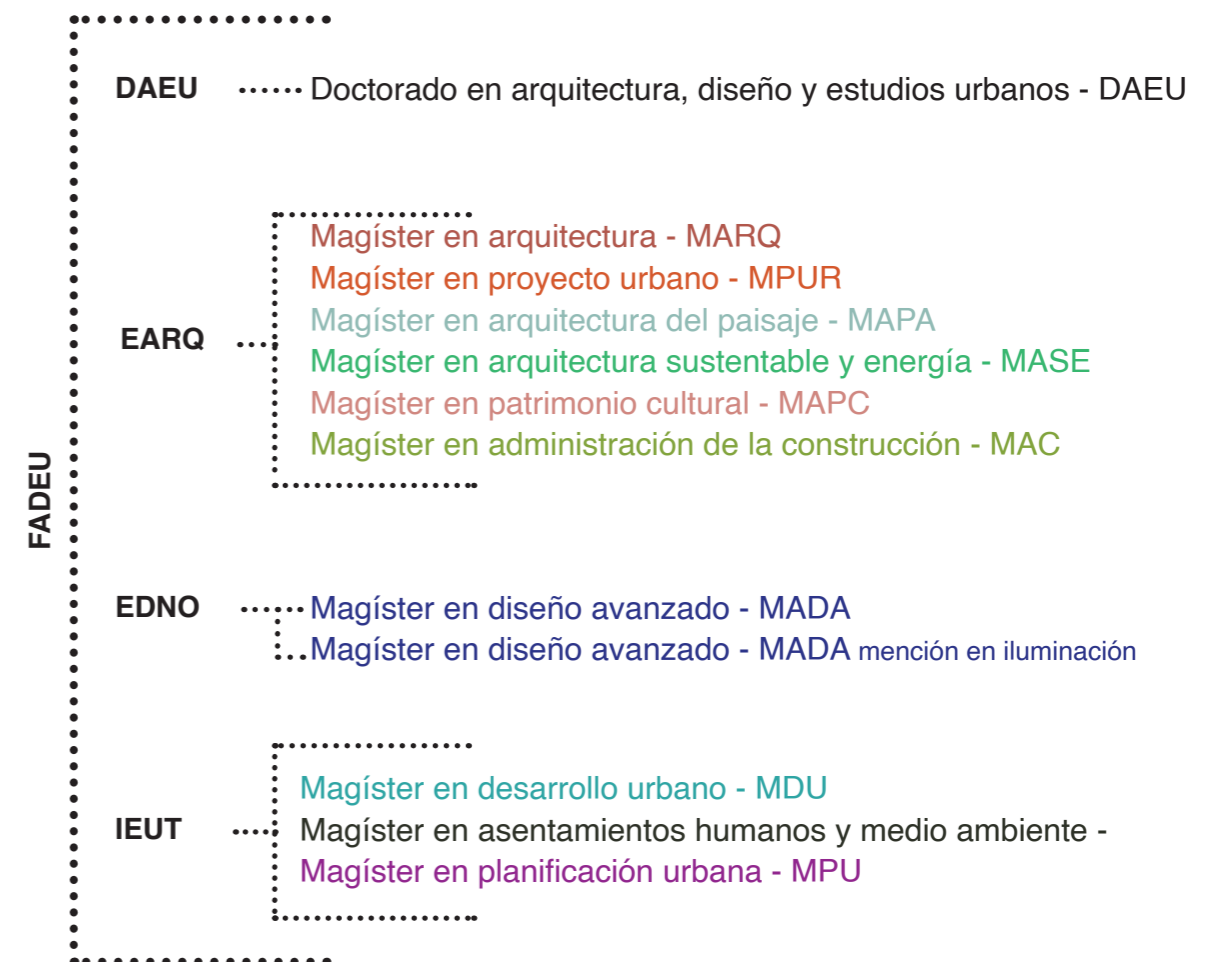 FADEU
DAEU
Doctorado en arquitectura, diseño y estudios urbanos - DAEU
EARQ
Magíster en arquitectura - MARQ
Magíster en proyecto urbano - MPUR
Magíster en arquitectura del paisaje - MAPA
Magíster en arquitectura sustentable y energía - MASE
Magíster en patrimonio cultural - MAPC
Magíster en administración de la construcción - MAC
EDNO
Magíster en diseño avanzado - MADA
Magíster en diseño avanzado - MADA mención en iluminación
IEUT
Magíster en desarrollo urbano - MDU
Magíster en asentamientos humanos y medio ambiente -
Magíster en planificación urbana - MPU